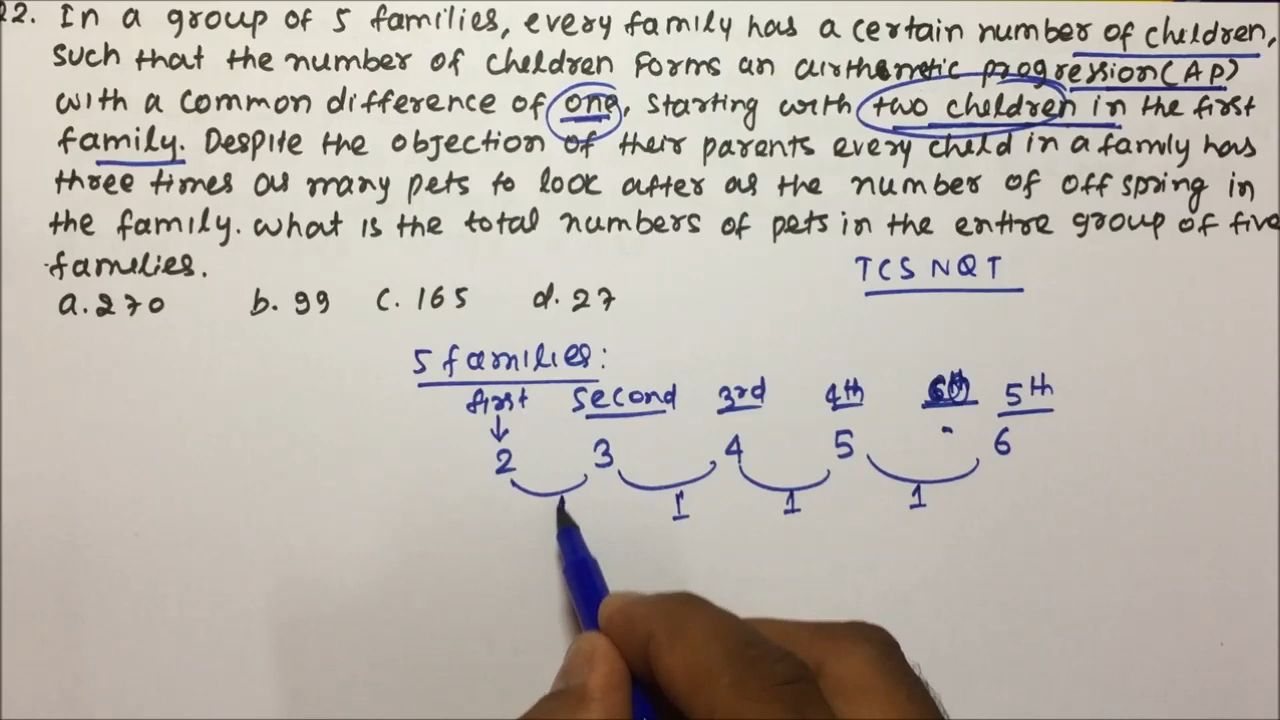 22. In a group of 5 families, every family has a certain number of children,
such that the number of children forms an airthemetic progression (AP)
with a common difference of one, starting with two children in the first
family. Despite the objection of their parents every child in a family has
three times as many pets to look after as the number of offspring in
the family. What is the total numbers of pets in the entire group of five
families.
TCS NQT
a. 270 b. 99 c. 165 d. 27
5 families:
first second 3rd 4th 5th
2 3 4 5 6
1 1 1